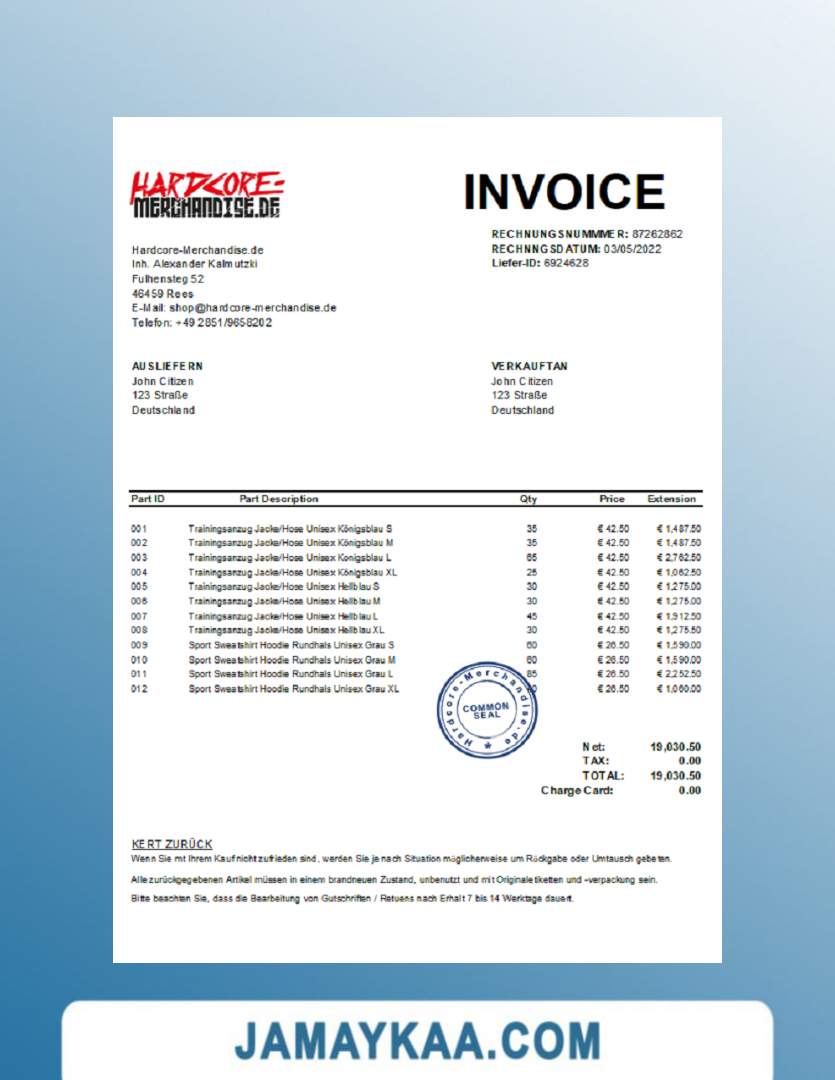 HARDCORE-
MERCHANDISE.DE
INVOICE
RECHNUNGSNUMMMER: 87262862
RECHNNGSDATUM: 03/05/2022
Liefer-ID: 6924628
Hardcore-Merchandise.de
Inh. Alexander Kalmutzki
Fulhensteg 52
46459 Rees
E-Mail: shop@hardcore-merchandise.de
Telefon: +49 2851/9658202
AUSLIEFERN
John Citizen
123 Straße
Deutschland
VERKAUFTAN
John Citizen
123 Straße
Deutschland
Part ID Part Description Qty Price Extension
001 Trainingsanzug Jacke/Hose Unisex Königsblau S 35 € 42.50 € 1,487.50
002 Trainingsanzug Jacke/Hose Unisex Königsblau M 35 € 42.50 € 1,487.50
003 Trainingsanzug Jacke/Hose Unisex Konigsblau L 65 € 42.50 € 2,762.50
004 Trainingsanzug Jacke/Hose Unisex Königsblau XL 25 € 42.50 € 1,062.50
005 Trainingsanzug Jacke/Hose Unisex Hellblau S 30 € 42.50 € 1,275.00
006 Trainingsanzug Jacke/Hose Unisex Hellblau M 30 € 42.50 € 1,275.00
007 Trainingsanzug Jacke/Hose Unisex Hellblau L 45 € 42.50 € 1,912.50
008 Trainingsanzug Jacke/Hose Unisex Hellblau XL 30 € 42.50 € 1,275.50
009 Sport Sweatshirt Hoodie Rundhals Unisex Grau S 60 € 26.50 € 1,590.00
010 Sport Sweatshirt Hoodie Rundhals Unisex Grau M 60 € 26.50 € 1,590.00
011 Sport Sweatshirt Hoodie Rundhals Unisex Grau L 85 € 26.50 € 2,252.50
012 Sport Sweatshirt Hoodie Rundhals Unisex Grau XL € 26.50 € 1,060.00
Hardcore-Merchandise.de
COMMON
SEAL
Net: 19,030.50
TAX: 0.00
TOTAL: 19,030.50
Charge Card: 0.00
KERT ZURÜCK
Wenn Sie mt Ihrem Kauf nicht zufrieden sind, werden Sie je nach Situation möglicherweise um Rückgabe oder Umtausch gebeten.
Alle zurückgegebenen Artikel müssen in einem brandneuen Zustand, unbenutzt und mit Originaletiketten und -verpackung sein.
Bitte beachten Sie, dass die Bearbeitung von Gutschriften / Retuens nach Erhalt 7 bis 14 Werktage dauert.
JAMAYKAA.COM